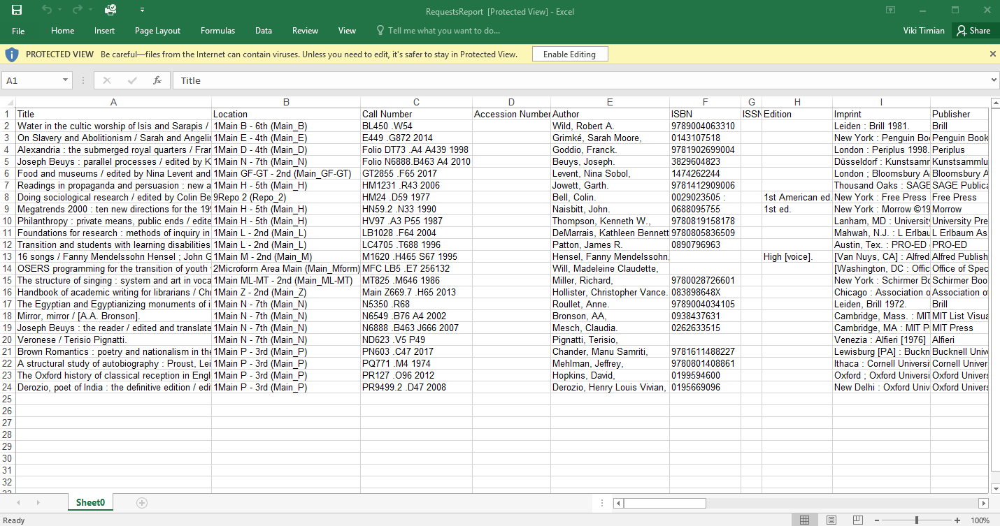 RequestsReport [Protected View] - Excel
File Home Insert Page Layout Formulas Data Review View Tell me what you want to do... Viki Timian Share
PROTECTED VIEW Be careful—files from the Internet can contain viruses. Unless you need to edit, it's safer to stay in Protected View. Enable Editing
A1 fx Title
A B C D E F G H I
1 Title Location Call Number Accession Number Author ISBN ISSN Edition Imprint Publisher
2 Water in the cultic worship of Isis and Sarapis / 1Main B - 6th (Main_B) BL450 .W54 Wild, Robert A. 9789004063310 Leiden : Brill 1981. Brill
3 On Slavery and Abolitionism / Sarah and Angelin 1Main E - 4th (Main_E) E449 .G872 2014 Grimké, Sarah Moore, 0143107518 New York : Penguin Bo Penguin Book
4 Alexandria : the submerged royal quarters / Fran 1Main D - 4th (Main_D) Folio DT73 .A4 A439 1998 Goddio, Franck. 9781902699004 London : Periplus 1998. Periplus
5 Joseph Beuys : parallel processes / edited by K 1Main N - 7th (Main_N) Folio N6888.B463 A4 2010 Beuys, Joseph. 3829604823 Düsseldorf : Kunstsamm Kunstsammlu
6 Food and museums / edited by Nina Levent and 1Main GF-GT - 2nd (Main_GF-GT) GT2855 .F65 2017 Levent, Nina Sobol, 1474262244 London ; Bloomsbury A Bloomsbury A
7 Readings in propaganda and persuasion : new a 1Main H - 5th (Main_H) HM1231 .R43 2006 Jowett, Garth. 9781412909006 Thousand Oaks : SAGE SAGE Publica
8 Doing sociological research / edited by Colin Be 9Repo 2 (Repo_2) HM24 .D59 1977 Bell, Colin. 0029023505 : 1st American ed. New York : Free Press Free Press
9 Megatrends 2000 : ten new directions for the 199 1Main H - 5th (Main_H) HN59.2 .N33 1990 Naisbitt, John. 0688095755 1st ed. New York : Morrow ©19 Morrow
10 Philanthropy : private means, public ends / edite 1Main H - 5th (Main_H) HV97 .A3 P55 1987 Thompson, Kenneth W., 9780819158178 Lanham, MD : University University Pre
11 Foundations for research : methods of inquiry in 1Main L - 2nd (Main_L) LB1028 .F64 2004 DeMarrais, Kathleen Bennett 9780805836509 Mahwah, N.J. : L Erlbau L Erlbaum As
12 Transition and students with learning disabilities 1Main L - 2nd (Main_L) LC4705 .T688 1996 Patton, James R. 0890796963 Austin, Tex. : PRO-ED PRO-ED
13 16 songs / Fanny Mendelssohn Hensel ; John G 1Main M - 2nd (Main_M) M1620 .H465 S67 1995 Hensel, Fanny Mendelssohn, High [voice]. [Van Nuys, CA] : Alfred Alfred Publish
14 OSERS programming for the transition of youth 2Microform Area Main (Main_Mform) MFC LB5 .E7 256132 Will, Madeleine Claudette, [Washington, DC : Offic Office of Spec
15 The structure of singing : system and art in voca 1Main ML-MT - 2nd (Main_ML-MT) MT825 .M646 1986 Miller, Richard, 9780028726601 New York : Schirmer Bo Schirmer Boo
16 Handbook of academic writing for librarians / Chr 1Main Z - 2nd (Main_Z) Main Z669.7 .H65 2013 Hollister, Christopher Vance. 083898648X Chicago : Association o Association of
17 The Egyptian and Egyptianizing monuments of i 1Main N - 7th (Main_N) N5350 .R68 Roullet, Anne. 9789004034105 Leiden, Brill 1972. Brill
18 Mirror, mirror / [A.A. Bronson]. 1Main N - 7th (Main_N) N6549 .B76 A4 2002 Bronson, AA, 0938437631 Cambridge, Mass. : MIT MIT List Visua
19 Joseph Beuys : the reader / edited and translate 1Main N - 7th (Main_N) N6888 .B463 J666 2007 Mesch, Claudia. 0262633515 Cambridge, MA : MIT P MIT Press
20 Veronese / Terisio Pignatti. 1Main N - 7th (Main_N) ND623 .V5 P49 Pignatti, Terisio, Venezia : Alfieri [1976] Alfieri
21 Brown Romantics : poetry and nationalism in the 1Main P - 3rd (Main_P) PN603 .C47 2017 Chander, Manu Samriti, 9781611488227 Lewisburg [PA] : Buckn Bucknell Unive
22 A structural study of autobiography : Proust, Lei 1Main P - 3rd (Main_P) PQ771 .M4 1974 Mehlman, Jeffrey, 9780801408861 Ithaca : Cornell Universi Cornell Univer
23 The Oxford history of classical reception in Engl 1Main P - 3rd (Main_P) PR127 .O96 2012 Hopkins, David, 0199594600 Oxford ; Oxford Universi Oxford Univers
24 Derozio, poet of India : the definitive edition / edi 1Main P - 3rd (Main_P) PR9499.2 .D47 2008 Derozio, Henry Louis Vivian, 0195669096 New Delhi : Oxford Univ Oxford Univers
25
26
27
28
29
30
31
32
33
Sheet0
Ready 100%